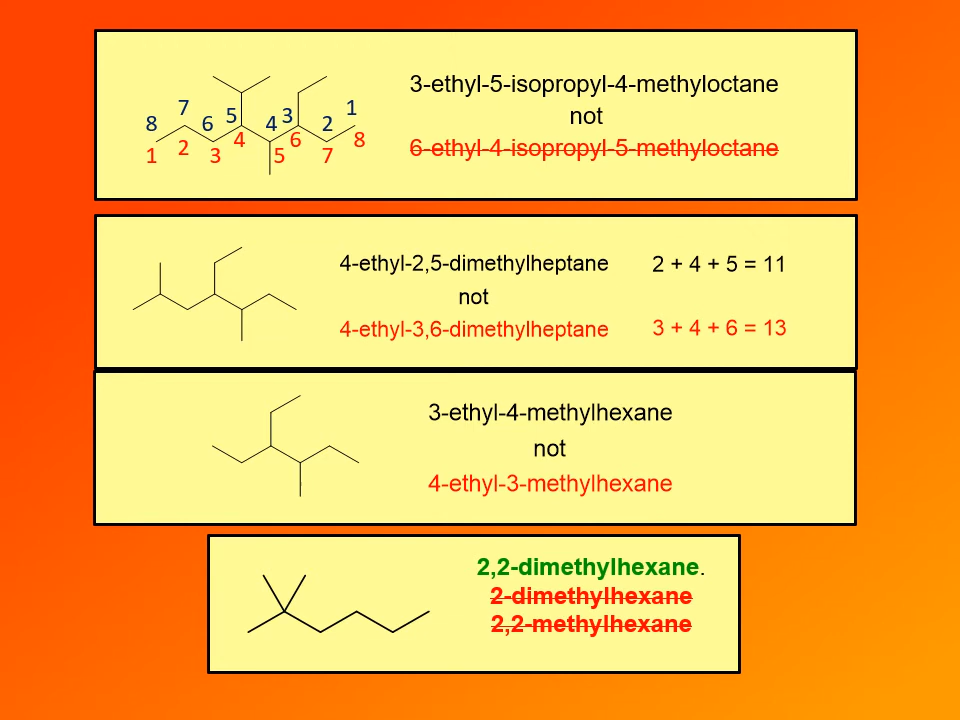 3-ethyl-5-isopropyl-4-methyloctane
not
6-ethyl-4-isopropyl-5-methyloctane
8 7 6 5 4 3 2 1
1 2 3 4 5 6 7 8
4-ethyl-2,5-dimethylheptane 2 + 4 + 5 = 11
not
4-ethyl-3,6-dimethylheptane 3 + 4 + 6 = 13
3-ethyl-4-methylhexane
not
4-ethyl-3-methylhexane
2,2-dimethylhexane.
2-dimethylhexane
2,2-methylhexane